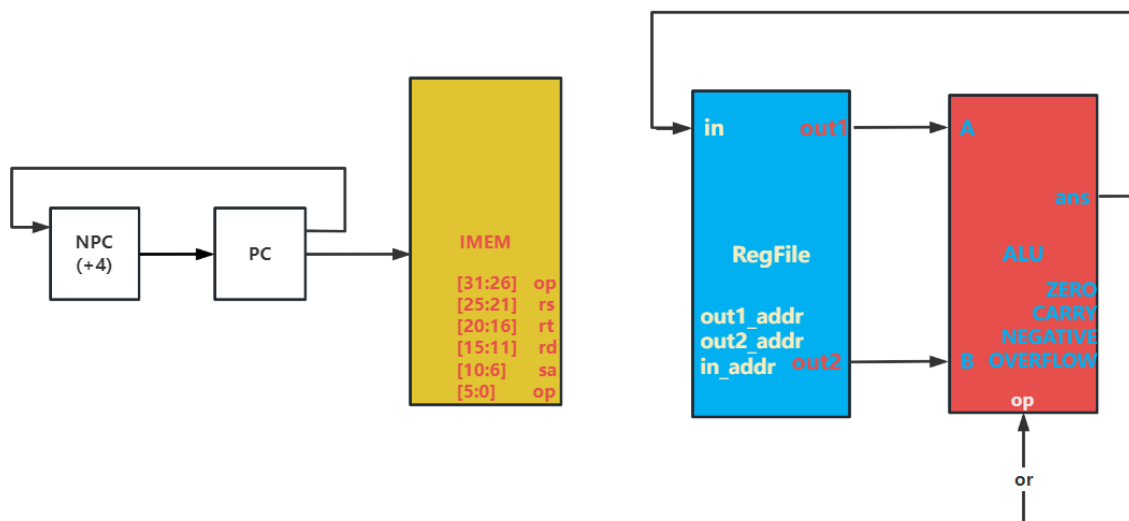 NPC
(+4)
PC
IMEM
[31:26] op
[25:21] rs
[20:16] rt
[15:11] rd
[10:6] sa
[5:0] op
in
out1
RegFile
out1_addr
out2_addr
in_addr
out2
A
ans
ALU
ZERO
CARRY
NEGATIVE
B
OVERFLOW
op
or